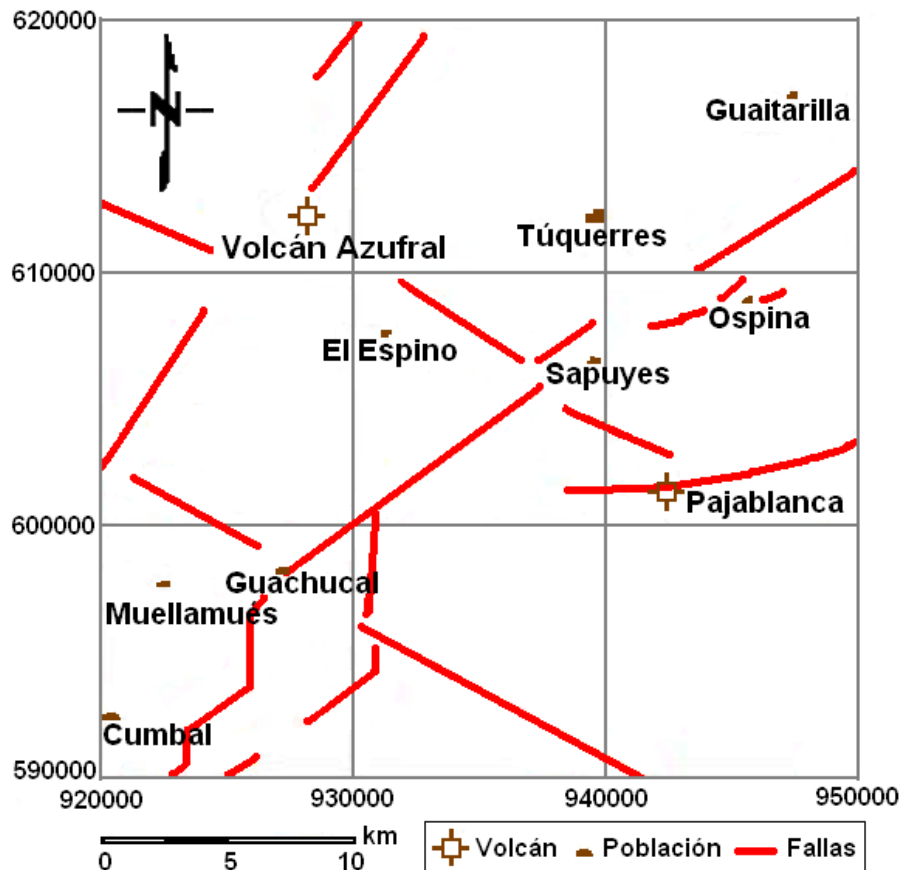 620000
N
Guaitarilla
Túquerres
Volcán Azufral
610000
Ospina
El Espino
Sapuyes
Pajablanca
600000
Guachucal
Muellamués
Cumbal
590000
920000 930000 940000 950000
km
0 5 10
Volcán Población Fallas